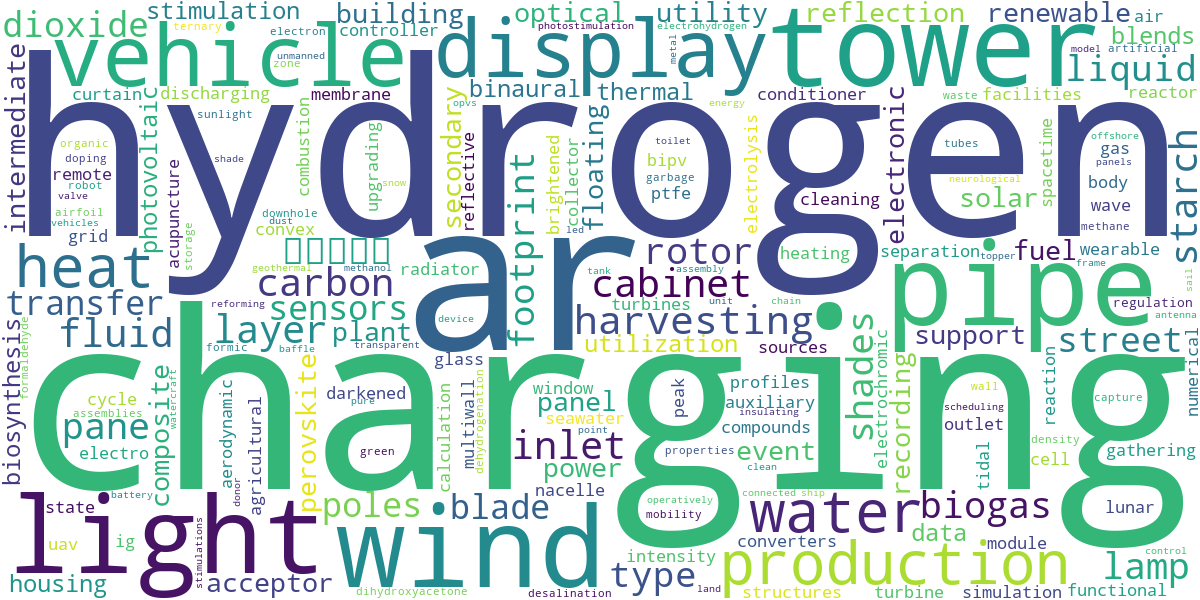 dioxide
ternary
stimulation
electron
unmanned
zone
building
controller
optical
photostimulation
utility
electrohydrogen
metal
reflection
renewable
air
model
artificial
blends
vehicle
display
tower
liquid
intermediate
curtain
discharging
membrane
binaural
thermal
conditioner
waste
facilities
reactor
hydrogen
organic
doping
remote
robot
valve
airfoil
vehicles
grid
photovoltaic
sunlight
shade
acupuncture
storage
combustion
upgrading
snow
reflective
secondary
opvs
brightened
led
collector
floating
energy
toilet
bipv
garbage
ptfe
electrolysis
cleaning
electronic
tubes
neurological
solar
spacetime
offshore
panels
gas
body
wave
methane
starch
downhole
dust
convex
footprint
heat
geothermal
methanol
carbon
radiator
ar
rotor
tank
assembly
cabinet
unit
chain
heating
separation
topper
fuel
frame
wearable
sail
transfer
reforming
sensors
turbines
pipe
regulation
antenna
fluid
layer
plant
device
transparent
harvesting
utilization
sources
support
street
numerical
biosynthesis
formaldehyde
formic
baffle
glass
shades
charging
cycle
assemblies
watercraft
pane
electro
composite
aerodynamic
donor
agricultural
perovskite
darkened
pure
green
calculation
multiwall
dehydrogenation
window
panel
seawater
point
inlet
power
peak
properties
insulating
profiles
auxiliary
compounds
event
clean
electrochromic
recording
wall
scheduling
outlet
density
cell
tidal
reaction
capture
gathering
light
state
battery
uav
ig
stimulations
poles
wind
blade
nacelle
operatively
mobility
connected ship
water
biogas
data
module
converters
lunar
control
housing
acceptor
dihydroxyacetone
desalination
type
intensity
land
production
structures
turbine
simulation
functional
lamp